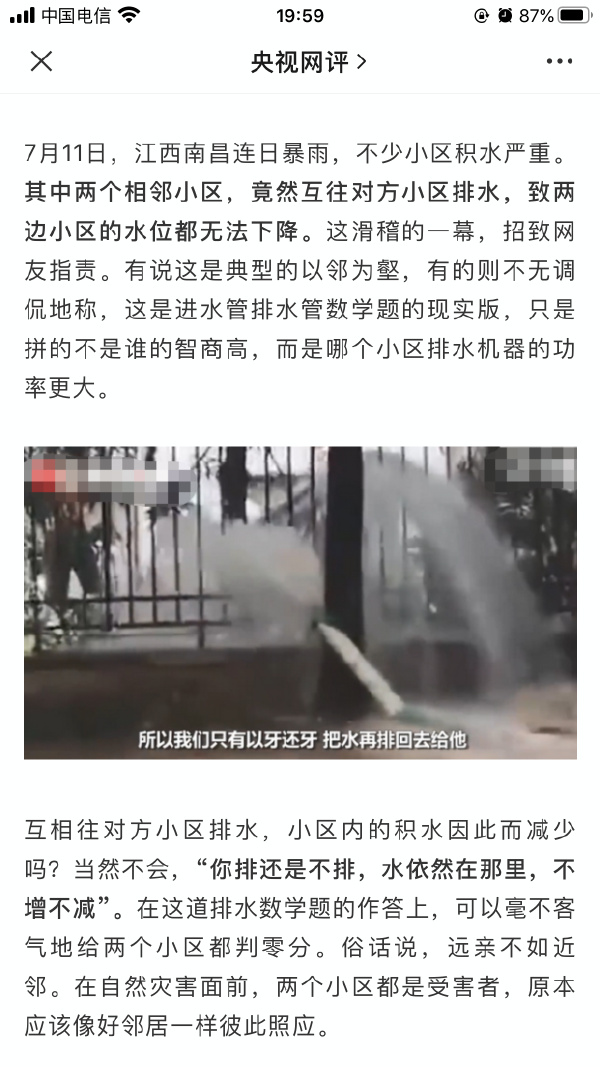 中国电信
19:59
87%
央视网评
7月11日，江西南昌连日暴雨，不少小区积水严重。
其中两个相邻小区，竟然互往对方小区排水，致两
边小区的水位都无法下降。这滑稽的一幕，招致网
友指责。有说这是典型的以邻为壑，有的则不无调
侃地称，这是进水管排水管数学题的现实版，只是
拼的不是谁的智商高，而是哪个小区排水机器的功
率更大。
所以我们只有以牙还牙 把水再排回去给他
互相往对方小区排水，小区内的积水因此而减少
吗？当然不会，“你排还是不排，水依然在那里，不
增不减”。在这道排水数学题的作答上，可以毫不客
气地给两个小区都判零分。俗话说，远亲不如近
邻。在自然灾害面前，两个小区都是受害者，原本
应该像好邻居一样彼此照应。